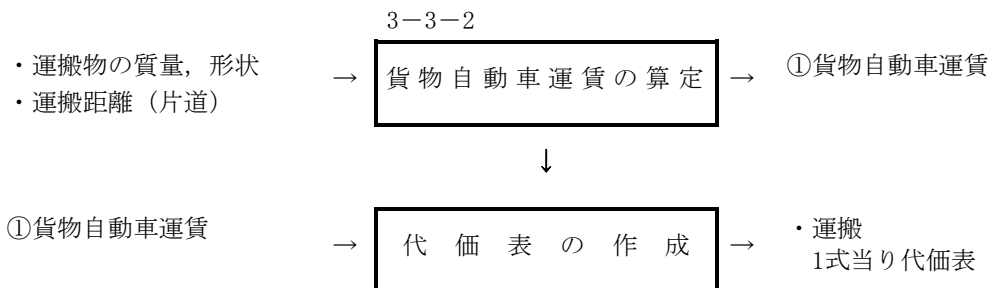 3-3-2
・運搬物の質量，形状
・運搬距離（片道）
→
貨物自動車運賃の算定
→
①貨物自動車運賃
↓
①貨物自動車運賃
→
代価表の作成
→
・運搬
1式当り代価表